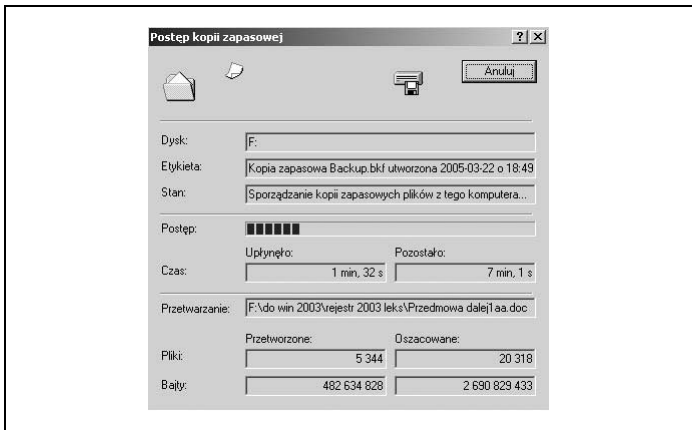 Postęp kopii zapasowej
Anuluj
Dysk: F:
Etykieta: Kopia zapasowa Backup.bkf utworzona 2005-03-22 o 18:49
Stan: Sporządzanie kopii zapasowych plików z tego komputera...
Postęp:
Upłynęło: Pozostało:
Czas: 1 min, 32 s 7 min, 1 s
Przetwarzanie: F:\do win 2003\rejestr 2003 leks\Przedmowa dalej1aa.doc
Przetworzone: Oszacowane:
Pliki: 5 344 20 318
Bajty: 482 634 828 2 690 829 433